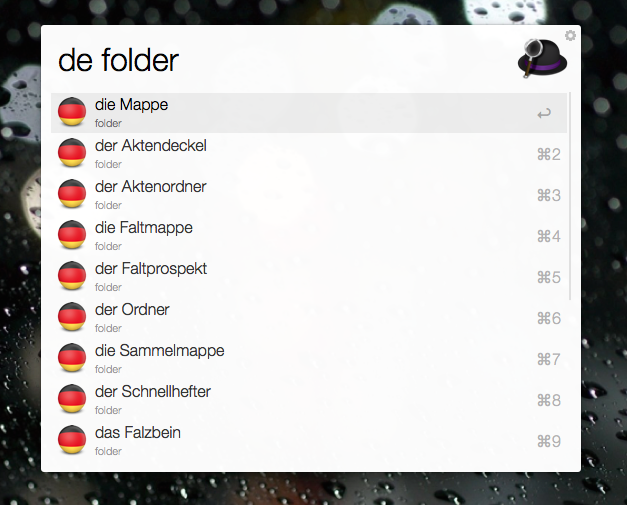 de folder
die Mappe
folder
↩
der Aktendeckel
folder
⌘2
der Aktenordner
folder
⌘3
die Faltmappe
folder
⌘4
der Faltprospekt
folder
⌘5
der Ordner
folder
⌘6
die Sammelmappe
folder
⌘7
der Schnellhefter
folder
⌘8
das Falzbein
folder
⌘9